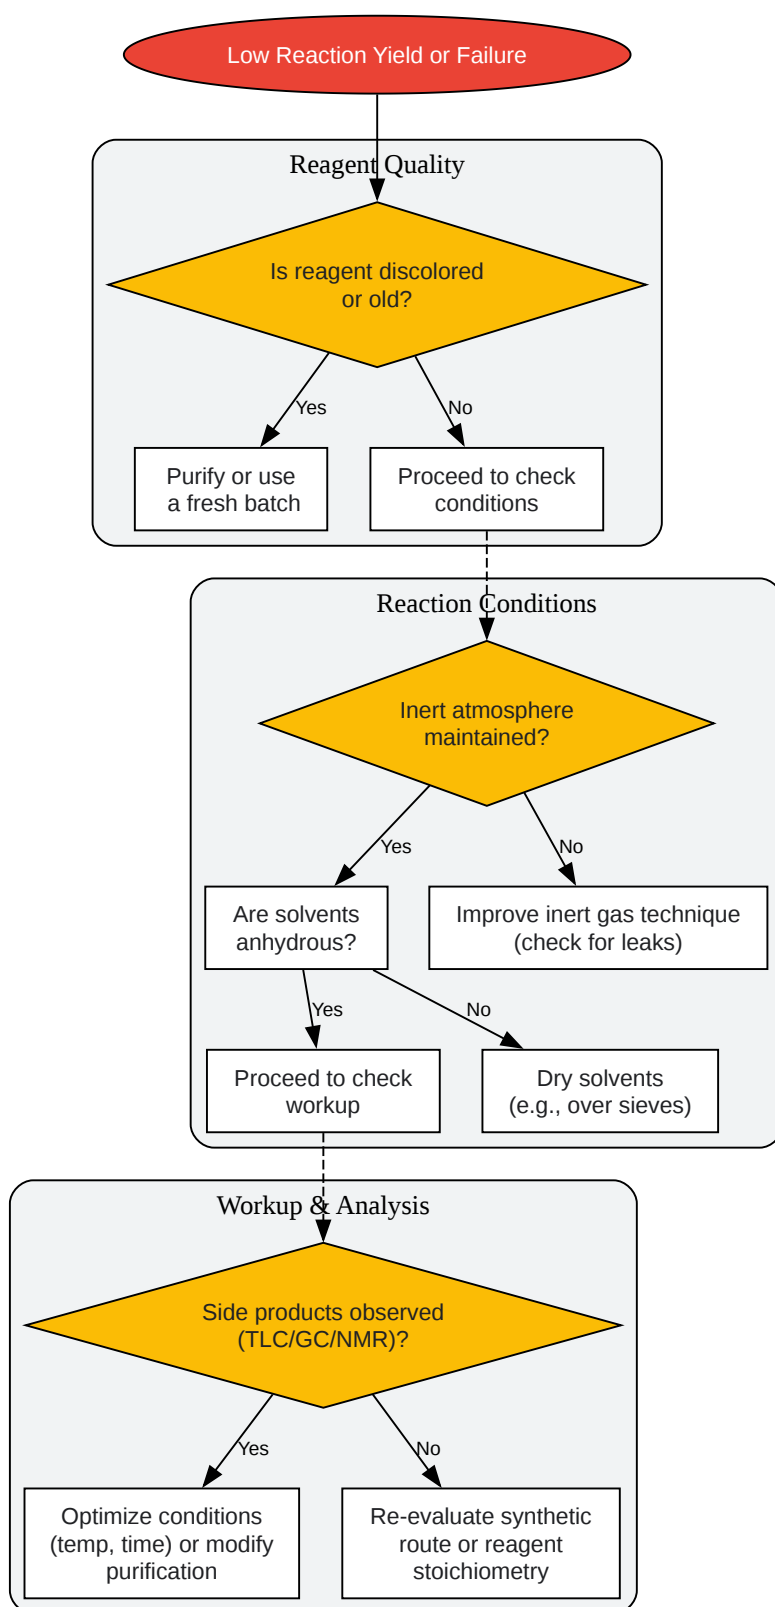 Low Reaction Yield or Failure
Reagent Quality
Is reagent discolored
or old?
Yes
No
Purify or use
a fresh batch
Proceed to check
conditions
Reaction Conditions
Inert atmosphere
maintained?
Yes
No
Are solvents
anhydrous?
Improve inert gas technique
(check for leaks)
Yes
No
Proceed to check
workup
Dry solvents
(e.g., over sieves)
Workup & Analysis
Side products observed
(TLC/GC/NMR)?
Yes
No
Optimize conditions
(temp, time) or modify
purification
Re-evaluate synthetic
route or reagent
stoichiometry